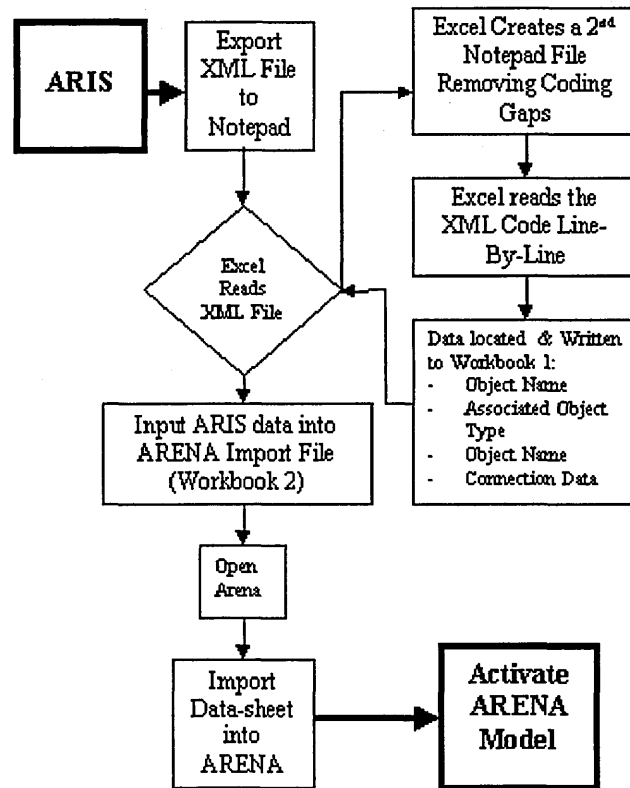 ARIS
Export
XML File
to
Notepad
Excel Creates a 2nd
Notepad File
Removing Coding
Gaps
Excel reads the
XML Code Line-
By-Line
Excel
Reads
XML File
Data located & Written
to Workbook 1:
- Object Name
- Associated Object
Type
- Object Name
- Connection Data
Input ARIS data into
ARENA Import File
(Workbook 2)
Open
Arena
Import
Data-sheet
into
ARENA
Activate
ARENA
Model